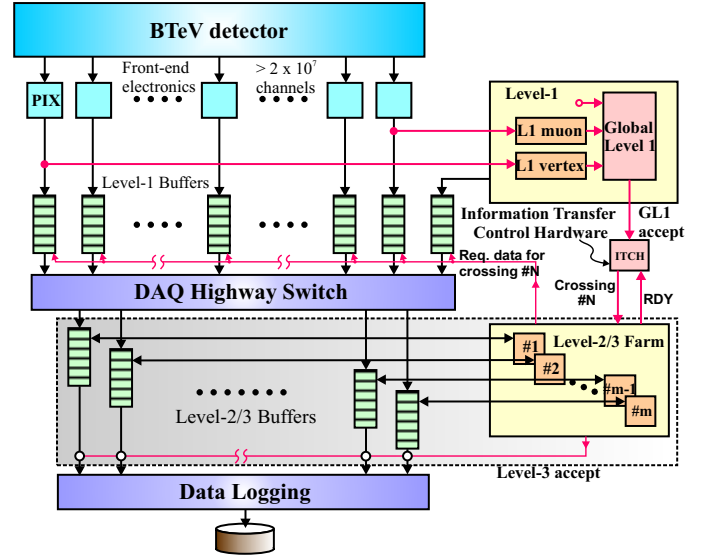 BTeV detector
Front-end
electronics
> 2 x 10⁷
channels
PIX
Level-1
L1 muon
L1 vertex
Global
Level 1
Level-1 Buffers
GL1
accept
Information Transfer
Control Hardware
ITCH
Req. data for
crossing #N
Crossing
#N
RDY
DAQ Highway Switch
Level-2/3 Farm
#1
#2
#m-1
#m
Level-2/3 Buffers
Level-3 accept
Data Logging